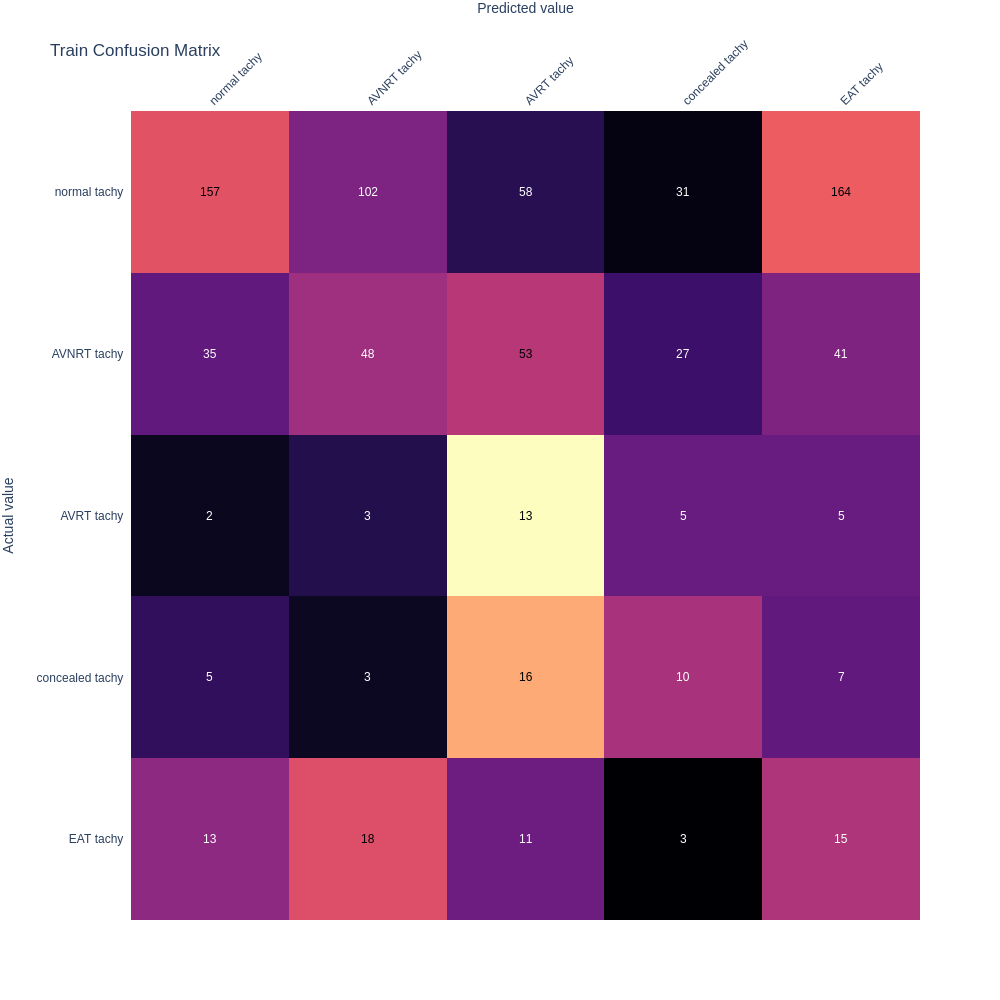 Predicted value
Train Confusion Matrix
normal tachy AVNRT tachy AVRT tachy concealed tachy EAT tachy
normal tachy 157 102 58 31 164
AVNRT tachy 35 48 53 27 41
Actual value
AVRT tachy 2 3 13 5 5
concealed tachy 5 3 16 10 7
EAT tachy 13 18 11 3 15